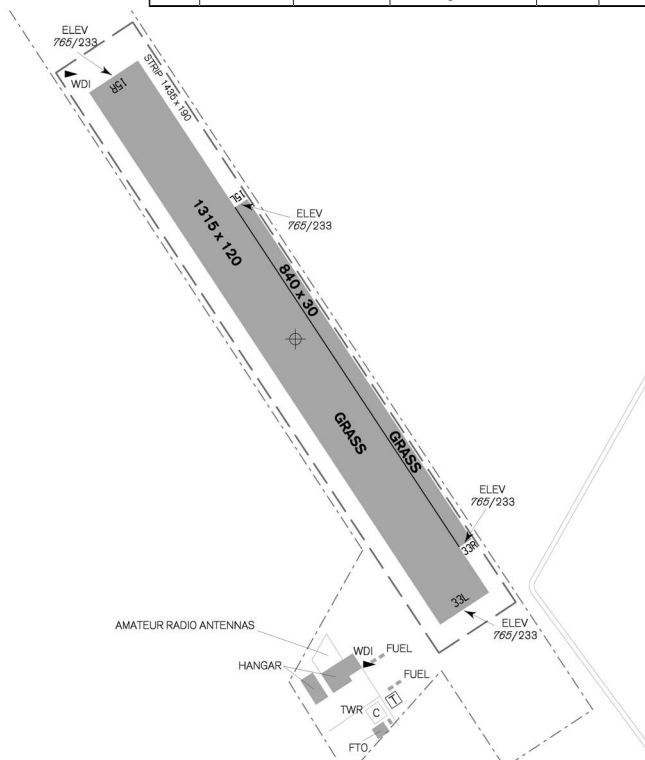 ELEV
765/233
WDI
15R
STRIP 1435 x 190
15L
ELEV
765/233
1315 x 120
840 x 30
GRASS
GRASS
ELEV
765/233
33R
33L
ELEV
765/233
AMATEUR RADIO ANTENNAS
WDI
FUEL
HANGAR
FUEL
T
TWR
C
FTO